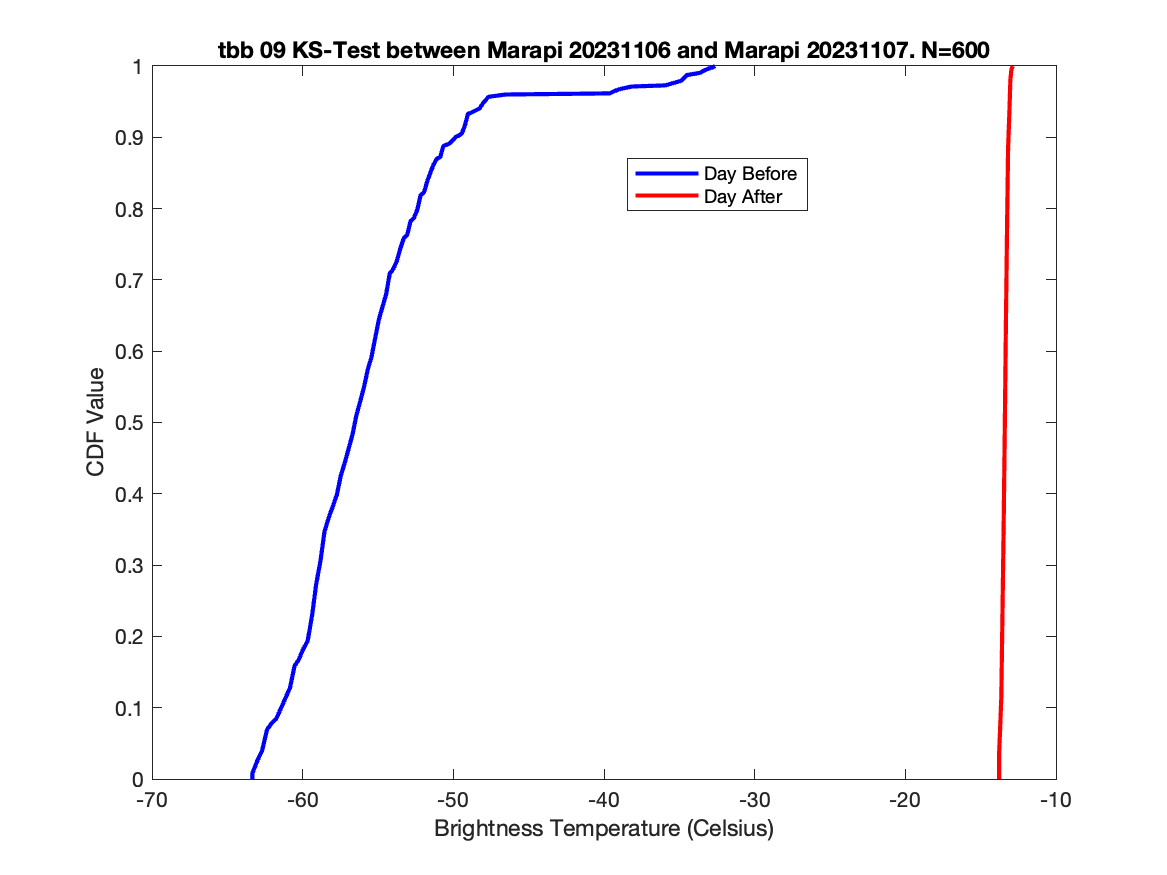 tbb 09 KS-Test between Marapi 20231106 and Marapi 20231107. N=600
1
0.9
0.8
0.7
0.6
0.5
0.4
0.3
0.2
0.1
0
CDF Value
Day Before
Day After
-70 -60 -50 -40 -30 -20 -10
Brightness Temperature (Celsius)